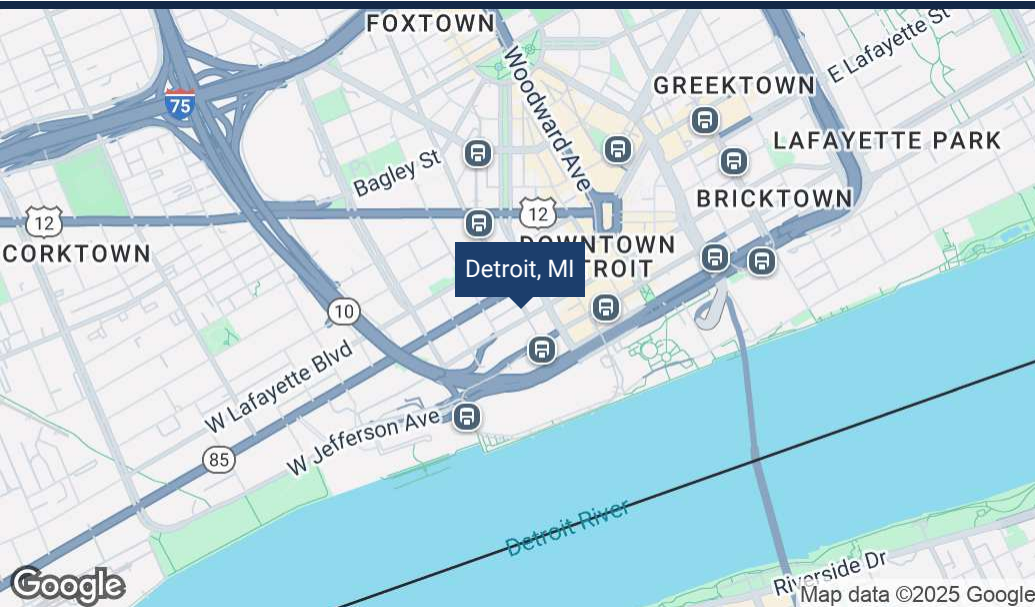 FOXTOWN
E Lafayette St
Woodward Ave
GREEKTOWN
75
LAFAYETTE PARK
Bagley St
BRICKTOWN
12
12
CORKTOWN
DOWNTOWN
TROIT
Detroit, MI
10
W Lafayette Blvd
W Jefferson Ave
85
Detroit River
Riverside Dr
Google
Map data ©2025 Google